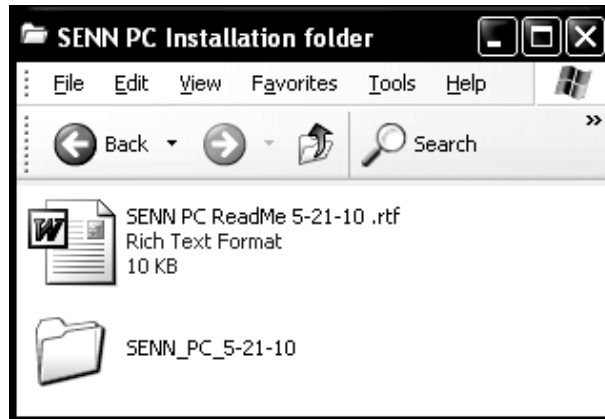 SENN PC Installation folder
File Edit View Favorites Tools Help
Back Search »
W
SENN PC ReadMe 5-21-10 .rtf
Rich Text Format
10 KB
SENN_PC_5-21-10